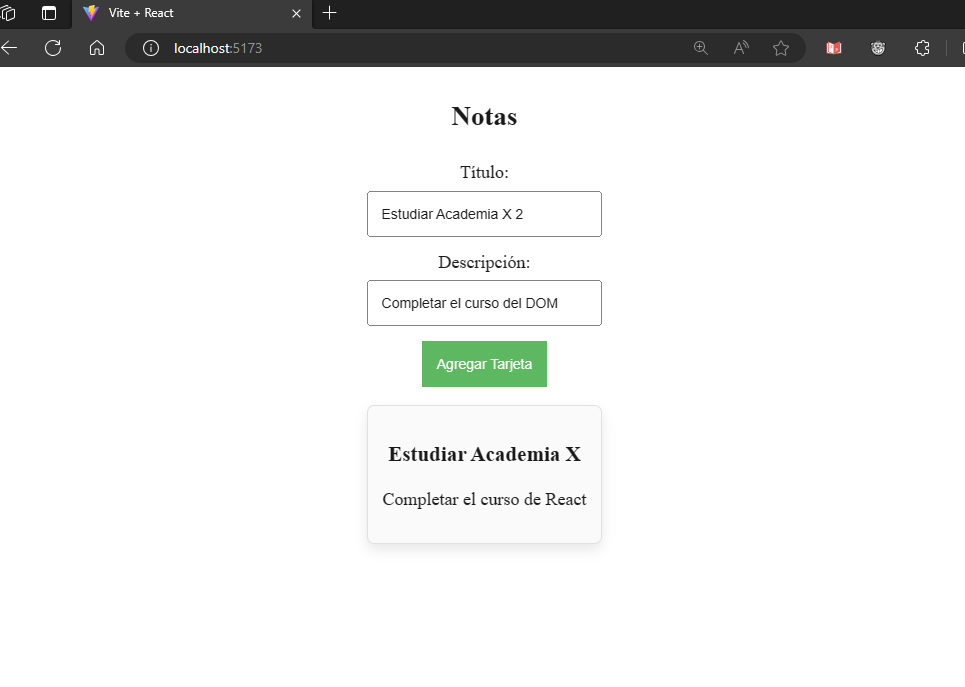 Vite + React
localhost:5173
Notas
Título:
Estudiar Academia X 2
Descripción:
Completar el curso del DOM
Agregar Tarjeta
Estudiar Academia X
Completar el curso de React